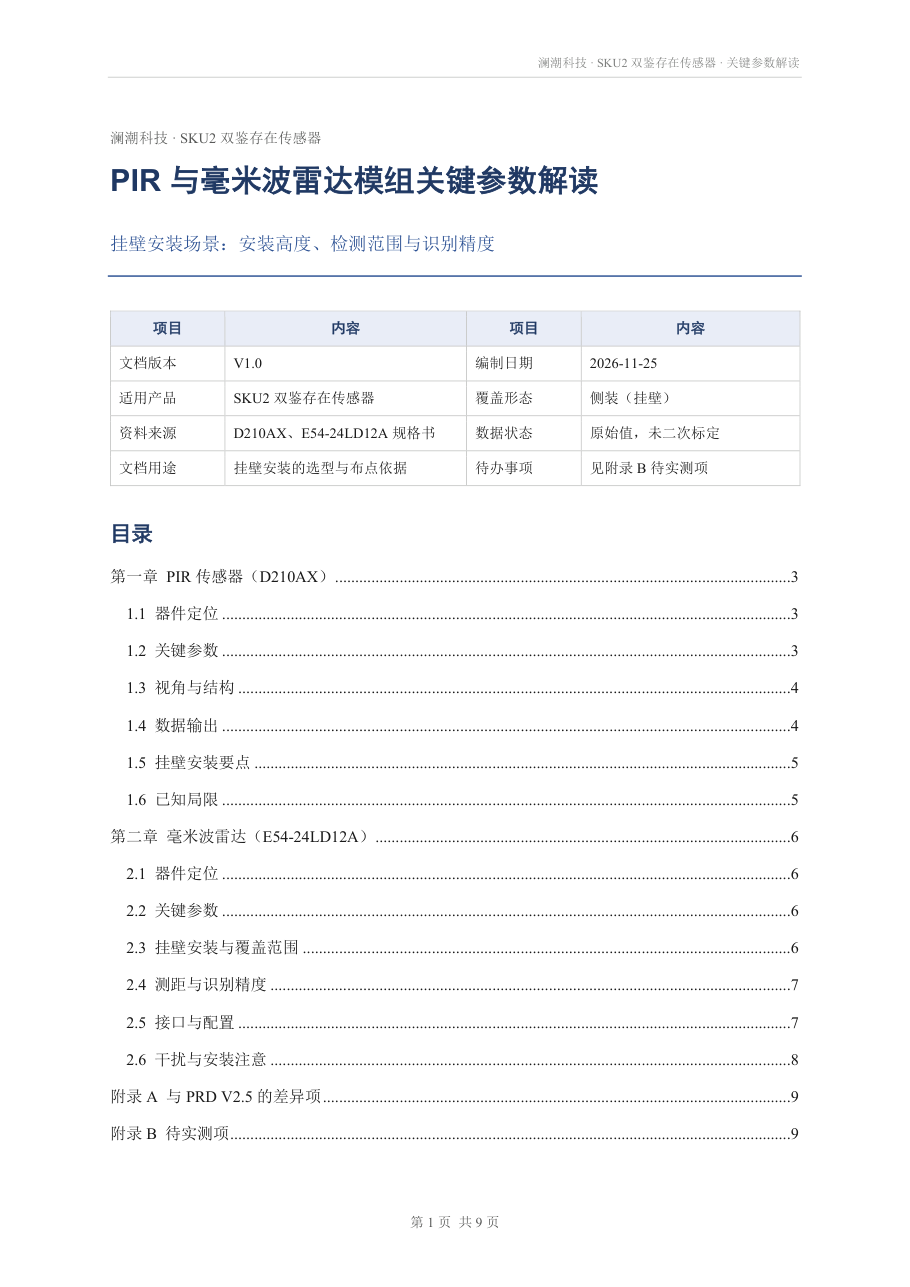 澜潮科技 · SKU2 双鉴存在传感器 · 关键参数解读
澜潮科技 · SKU2 双鉴存在传感器
PIR 与毫米波雷达模组关键参数解读
挂壁安装场景：安装高度、检测范围与识别精度
项目 内容 项目 内容
文档版本 V1.0 编制日期 2026-11-25
适用产品 SKU2 双鉴存在传感器 覆盖形态 侧装（挂壁）
资料来源 D210AX、E54-24LD12A 规格书 数据状态 原始值，未二次标定
文档用途 挂壁安装的选型与布点依据 待办事项 见附录 B 待实测项
目录
第一章 PIR 传感器（D210AX）3
1.1 器件定位 3
1.2 关键参数 3
1.3 视角与结构 4
1.4 数据输出 4
1.5 挂壁安装要点 5
1.6 已知局限 5
第二章 毫米波雷达（E54-24LD12A）6
2.1 器件定位 6
2.2 关键参数 6
2.3 挂壁安装与覆盖范围 6
2.4 测距与识别精度 7
2.5 接口与配置 7
2.6 干扰与安装注意 8
附录 A 与 PRD V2.5 的差异项 9
附录 B 待实测项 9
第 1 页 共 9 页